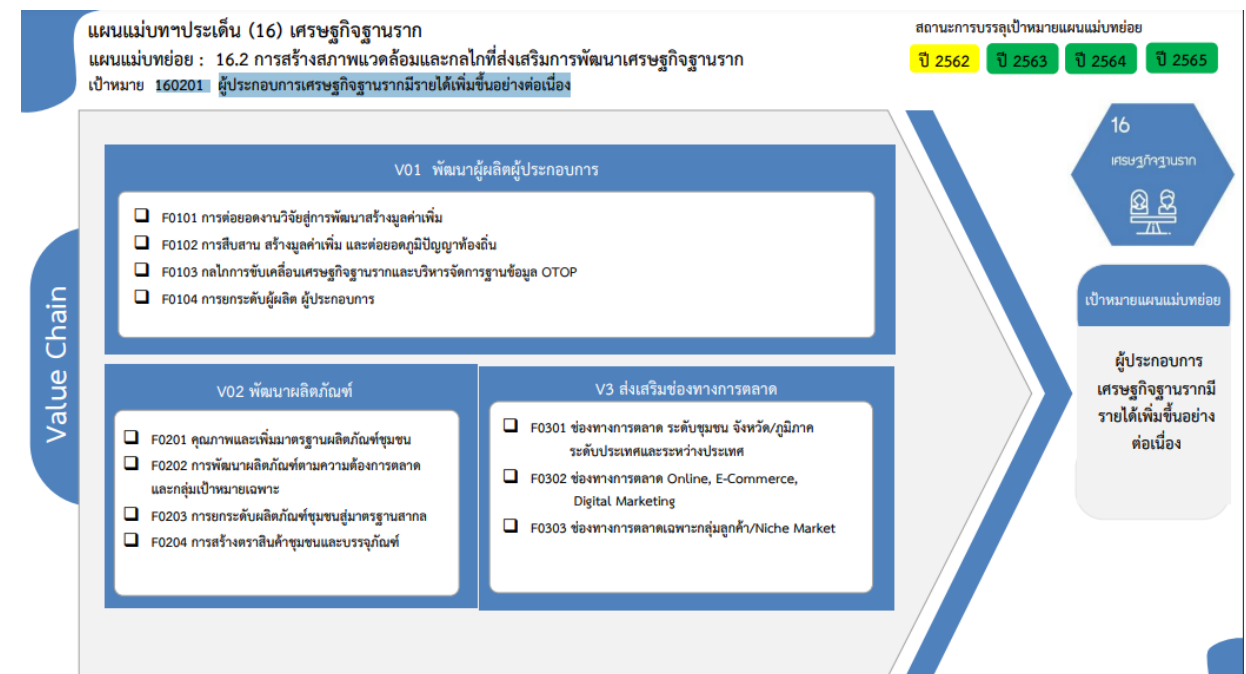 แผนแม่บทฯประเด็น (16) เศรษฐกิจฐานราก
แผนแม่บทย่อย : 16.2 การสร้างสภาพแวดล้อมและกลไกที่ส่งเสริมการพัฒนาเศรษฐกิจฐานราก
เป้าหมาย 160201 ผู้ประกอบการเศรษฐกิจฐานรากมีรายได้เพิ่มขึ้นอย่างต่อเนื่อง
สถานะการบรรลุเป้าหมายแผนแม่บทย่อย
ปี 2562 ปี 2563 ปี 2564 ปี 2565
Value Chain
V01 พัฒนาผู้ผลิตผู้ประกอบการ
F0101 การต่อยอดงานวิจัยสู่การพัฒนาสร้างมูลค่าเพิ่ม
F0102 การสืบสาน สร้างมูลค่าเพิ่ม และต่อยอดภูมิปัญญาท้องถิ่น
F0103 กลไกการขับเคลื่อนเศรษฐกิจฐานรากและบริหารจัดการฐานข้อมูล OTOP
F0104 การยกระดับผู้ผลิต ผู้ประกอบการ
V02 พัฒนาผลิตภัณฑ์
F0201 คุณภาพและเพิ่มมาตรฐานผลิตภัณฑ์ชุมชน
F0202 การพัฒนาผลิตภัณฑ์ตามความต้องการตลาด
และกลุ่มเป้าหมายเฉพาะ
F0203 การยกระดับผลิตภัณฑ์ชุมชนสู่มาตรฐานสากล
F0204 การสร้างตราสินค้าชุมชนและบรรจุภัณฑ์
V3 ส่งเสริมช่องทางการตลาด
F0301 ช่องทางการตลาด ระดับชุมชน จังหวัด/ภูมิภาค
ระดับประเทศและระหว่างประเทศ
F0302 ช่องทางการตลาด Online, E-Commerce,
Digital Marketing
F0303 ช่องทางการตลาดเฉพาะกลุ่มลูกค้า/Niche Market
16
เศรษฐกิจฐานราก
เป้าหมายแผนแม่บทย่อย
ผู้ประกอบการ
เศรษฐกิจฐานรากมี
รายได้เพิ่มขึ้นอย่าง
ต่อเนื่อง